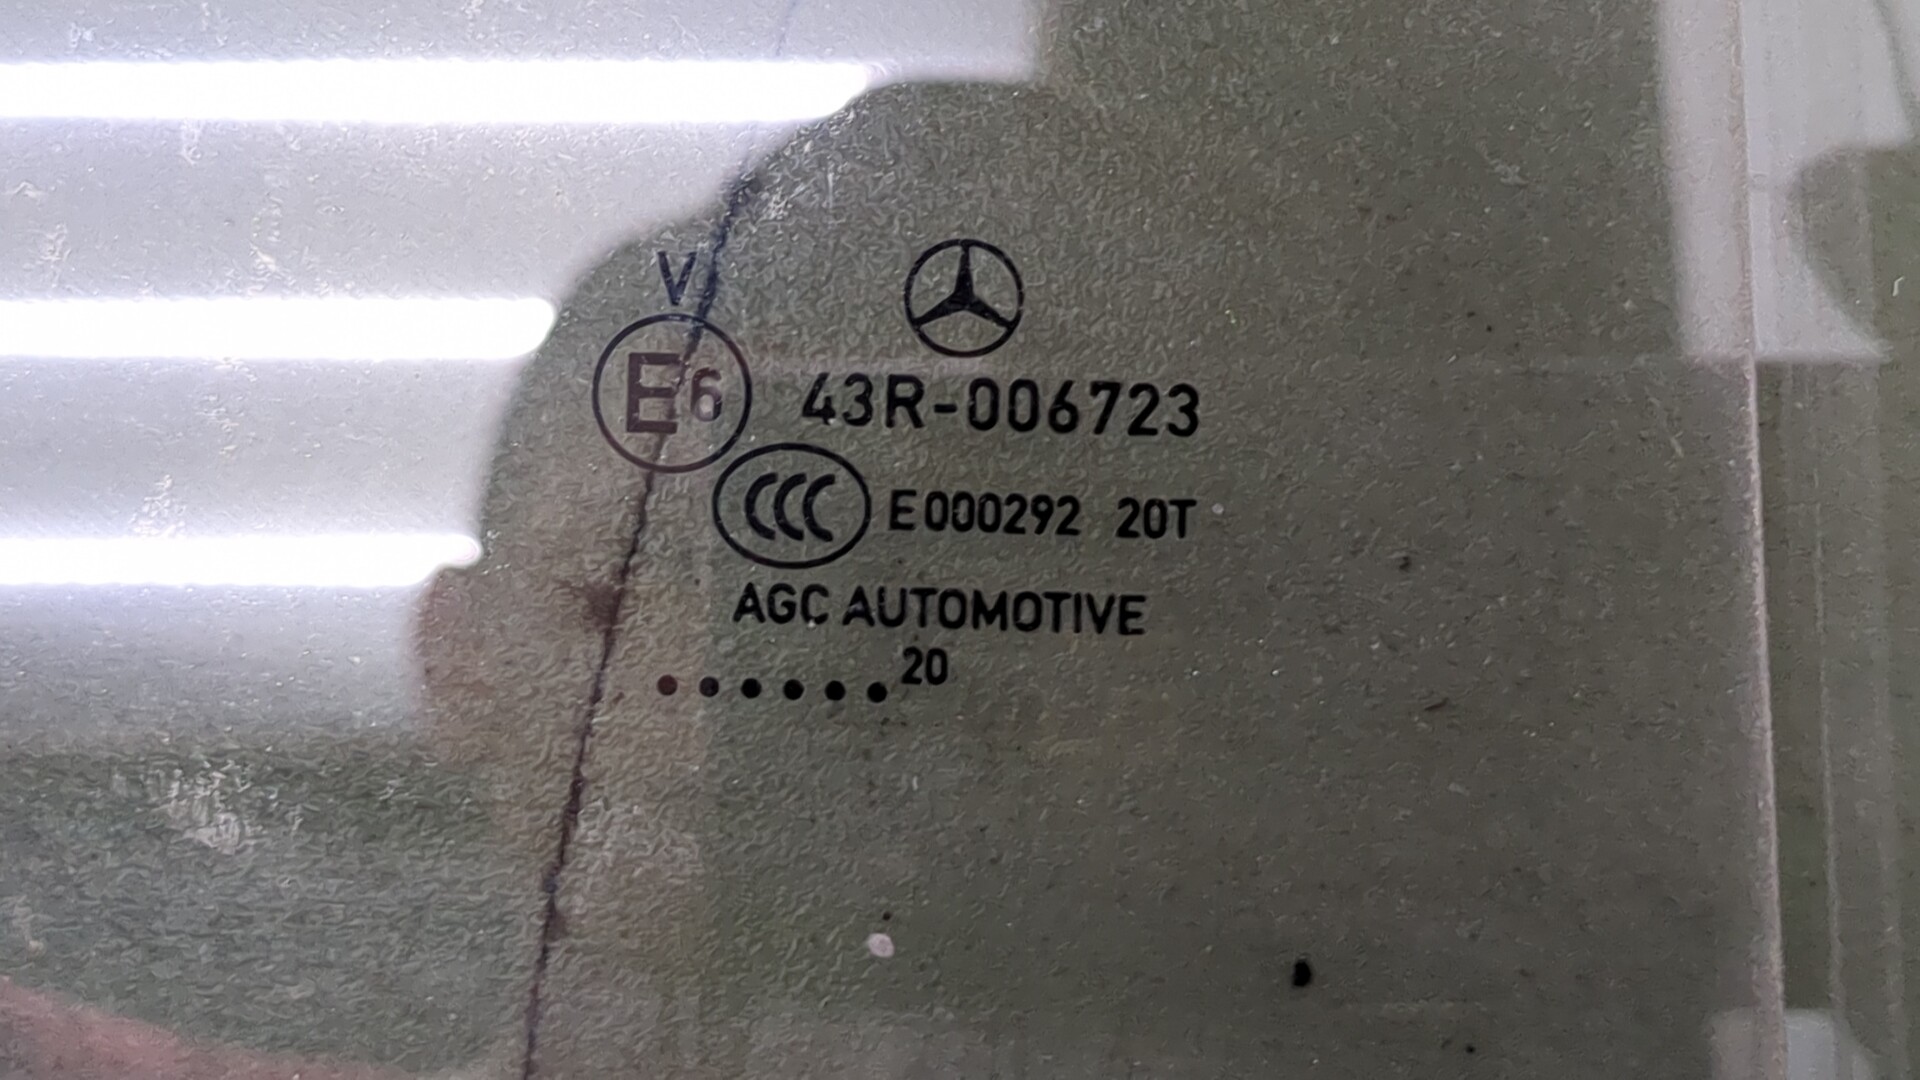 V
E6 43R-006723
CCC E000292 20T
AGC AUTOMOTIVE
......20